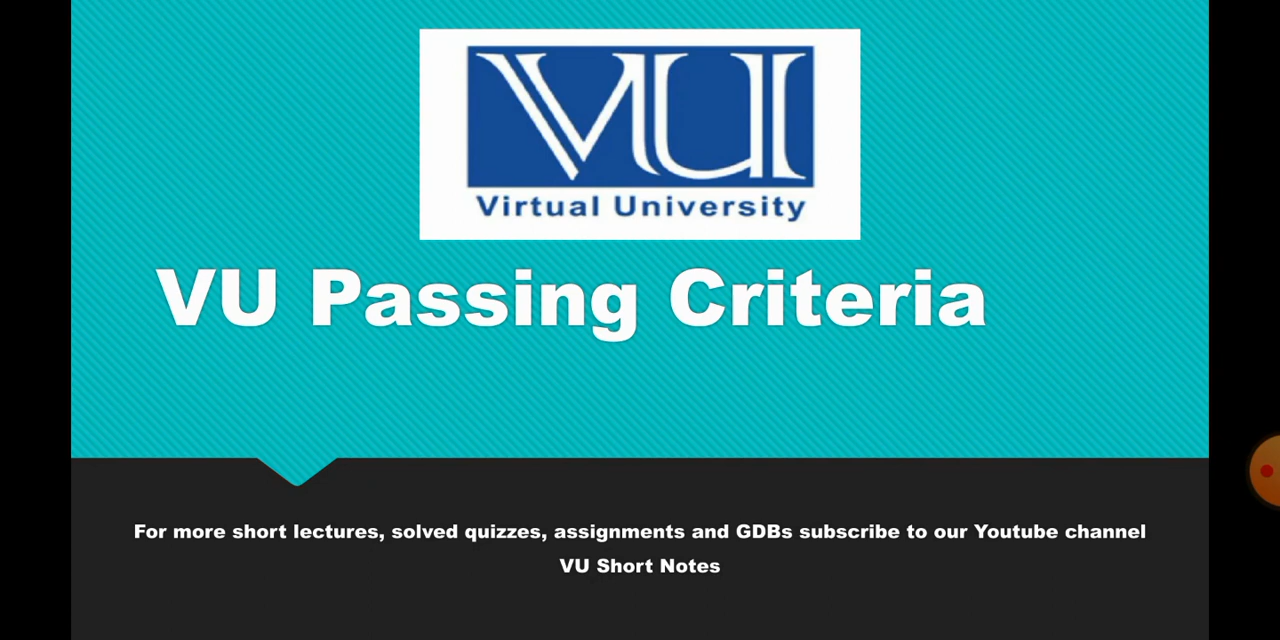 VU
Virtual University
VU Passing Criteria
For more short lectures, solved quizzes, assignments and GDBs subscribe to our Youtube channel
VU Short Notes